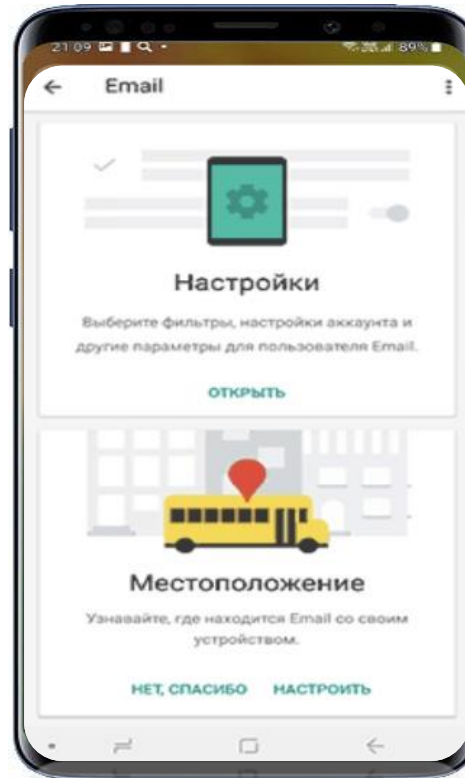 21:09 89%
Email
Настройки
Выберите фильтры, настройки аккаунта и
другие параметры для пользователя Email.
ОТКРЫТЬ
Местоположение
Узнавайте, где находится Email со своим
устройством.
НЕТ, СПАСИБО НАСТРОИТЬ